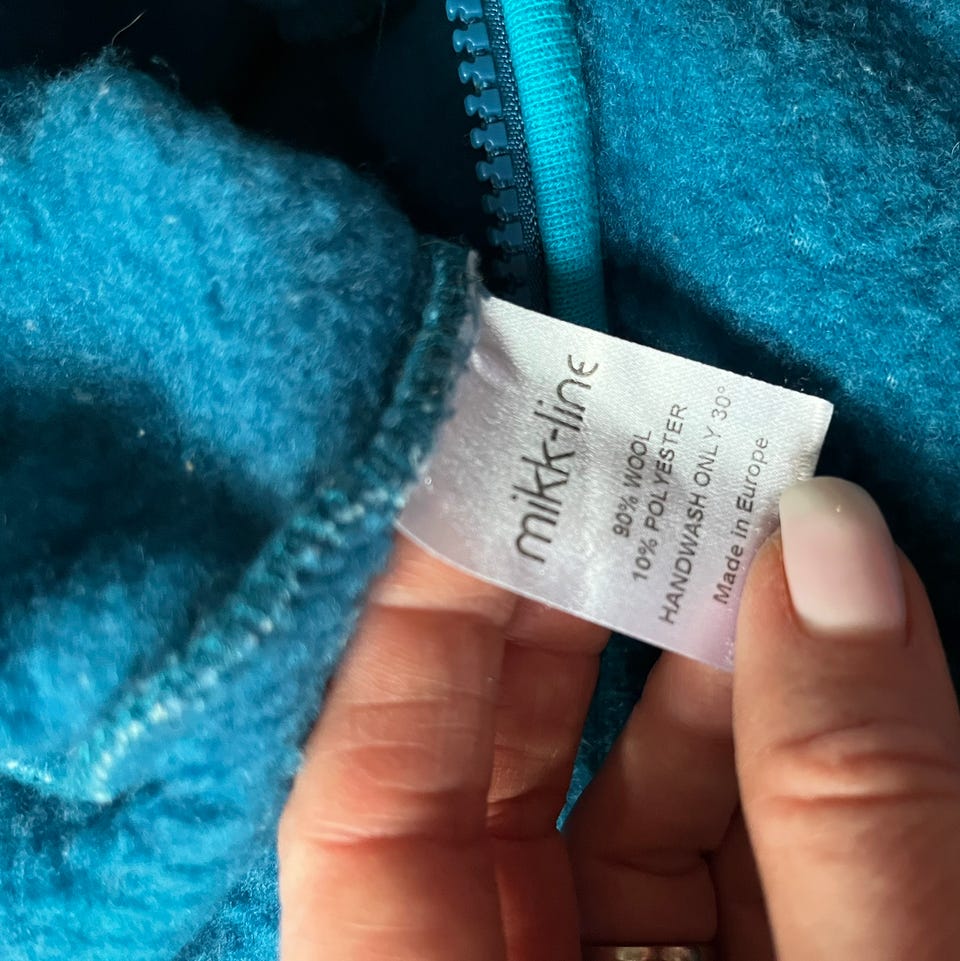 mikk-line
90% WOOL
10% POLYESTER
HANDWASH ONLY 30°
Made in Europe